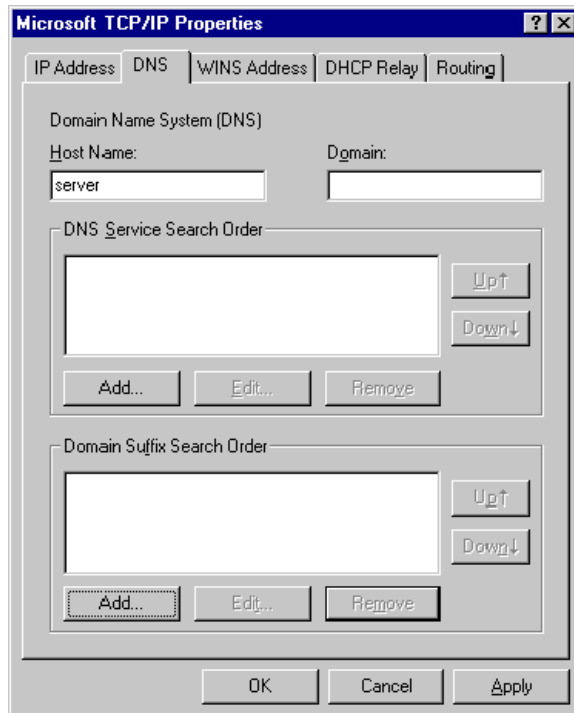 Microsoft TCP/IP Properties ? X
IP Address DNS WINS Address DHCP Relay Routing
Domain Name System (DNS)
Host Name: Domain:
server
DNS Service Search Order
Up↑
Down↓
Add... Edit... Remove
Domain Suffix Search Order
Up↑
Down↓
Add... Edit... Remove
OK Cancel Apply